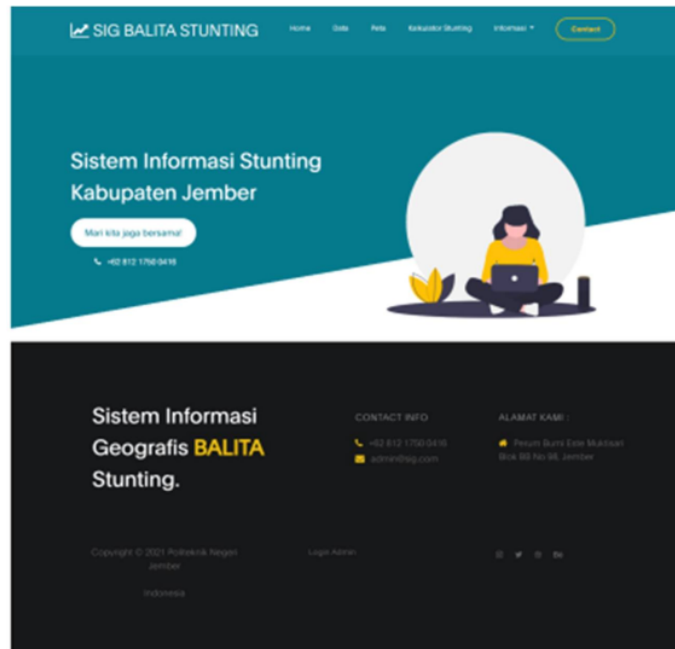 SIG BALITA STUNTING
Home Data Peta Kalkulator Stunting Informasi Contact
Sistem Informasi Stunting
Kabupaten Jember
Mari kita jaga bersama!
+62 812 1750 0416
Sistem Informasi
Geografis BALITA
Stunting.
CONTACT INFO
+62 812 1750 0416
admin@sig.com
ALAMAT KAMI :
Perum Bumi Este Muktisari
Blok BB No 98, Jember
Copyright © 2021 Politeknik Negeri
Jember
Indonesia
Login Admin